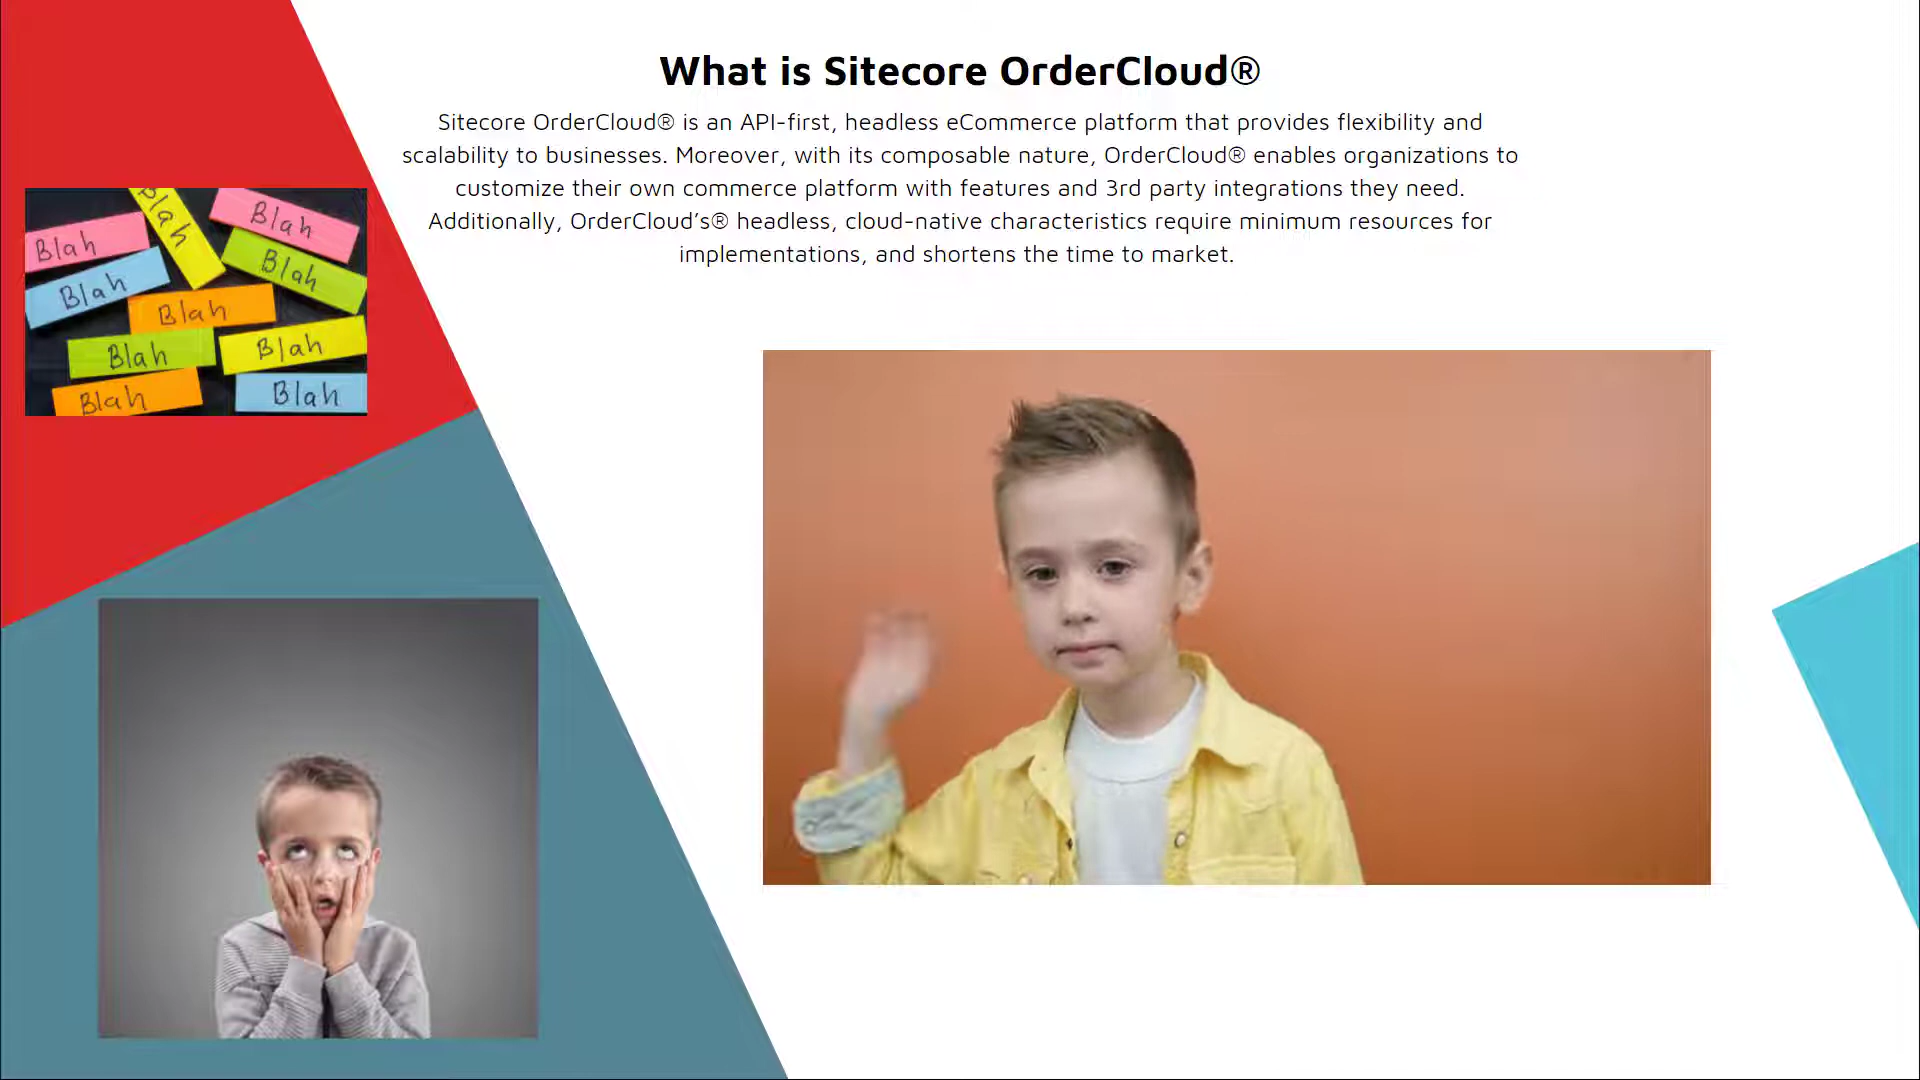 What is Sitecore OrderCloud®
Sitecore OrderCloud® is an API-first, headless eCommerce platform that provides flexibility and
scalability to businesses. Moreover, with its composable nature, OrderCloud® enables organizations to
customize their own commerce platform with features and 3rd party integrations they need.
Additionally, OrderCloud’s® headless, cloud-native characteristics require minimum resources for
implementations, and shortens the time to market.
Blah
Blah
Blah
Blah
Blah
Blah
Blah
Blah
Blah
Blah